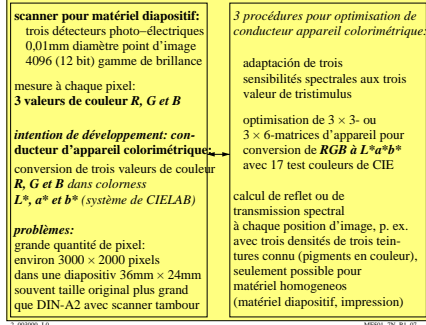 scanner pour matériel diapositif:
trois détecteurs photo–électriques
0,01mm diamètre point d'image
4096 (12 bit) gamme de brillance
mesure à chaque pixel:
3 valeurs de couleur R, G et B
intention de développement: con-
ducteur d'appareil colorimétrique:
conversion de trois valeurs de couleur
R, G et B dans colorness
L*, a* et b* (système de CIELAB)
problèmes:
grande quantité de pixel:
environ 3000 × 2000 pixels
dans une diapositiv 36mm × 24mm
souvent taille original plus grand
que DIN-A2 avec scanner tambour
3 procédures pour optimisation de
conducteur appareil colorimétrique:
adaptación de trois
sensibilités spectrales aux trois
valeur de tristimulus
optimisation de 3 × 3- ou
3 × 6-matrices d'appareil pour
conversion de RGB à L*a*b*
avec 17 test couleurs de CIE
calcul de reflet ou de
transmission spectral
à chaque position d'image, p. ex.
avec trois densités de trois tein-
tures connu (pigments en couleur),
seulement possible pour
matériel homogeneos
(matériel diapositif, impression)